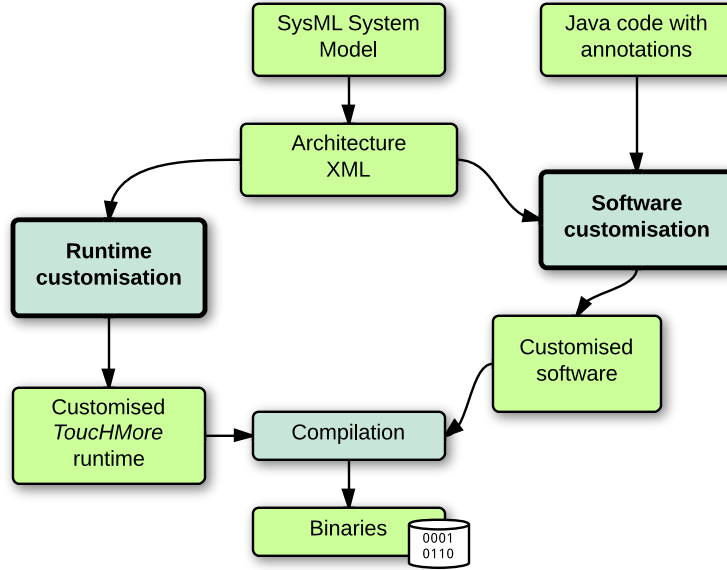 SysML System
Model
Java code with
annotations
Architecture
XML
Software
customisation
Runtime
customisation
Customised
software
Customised
ToucHMore
runtime
Compilation
Binaries
0001
0110